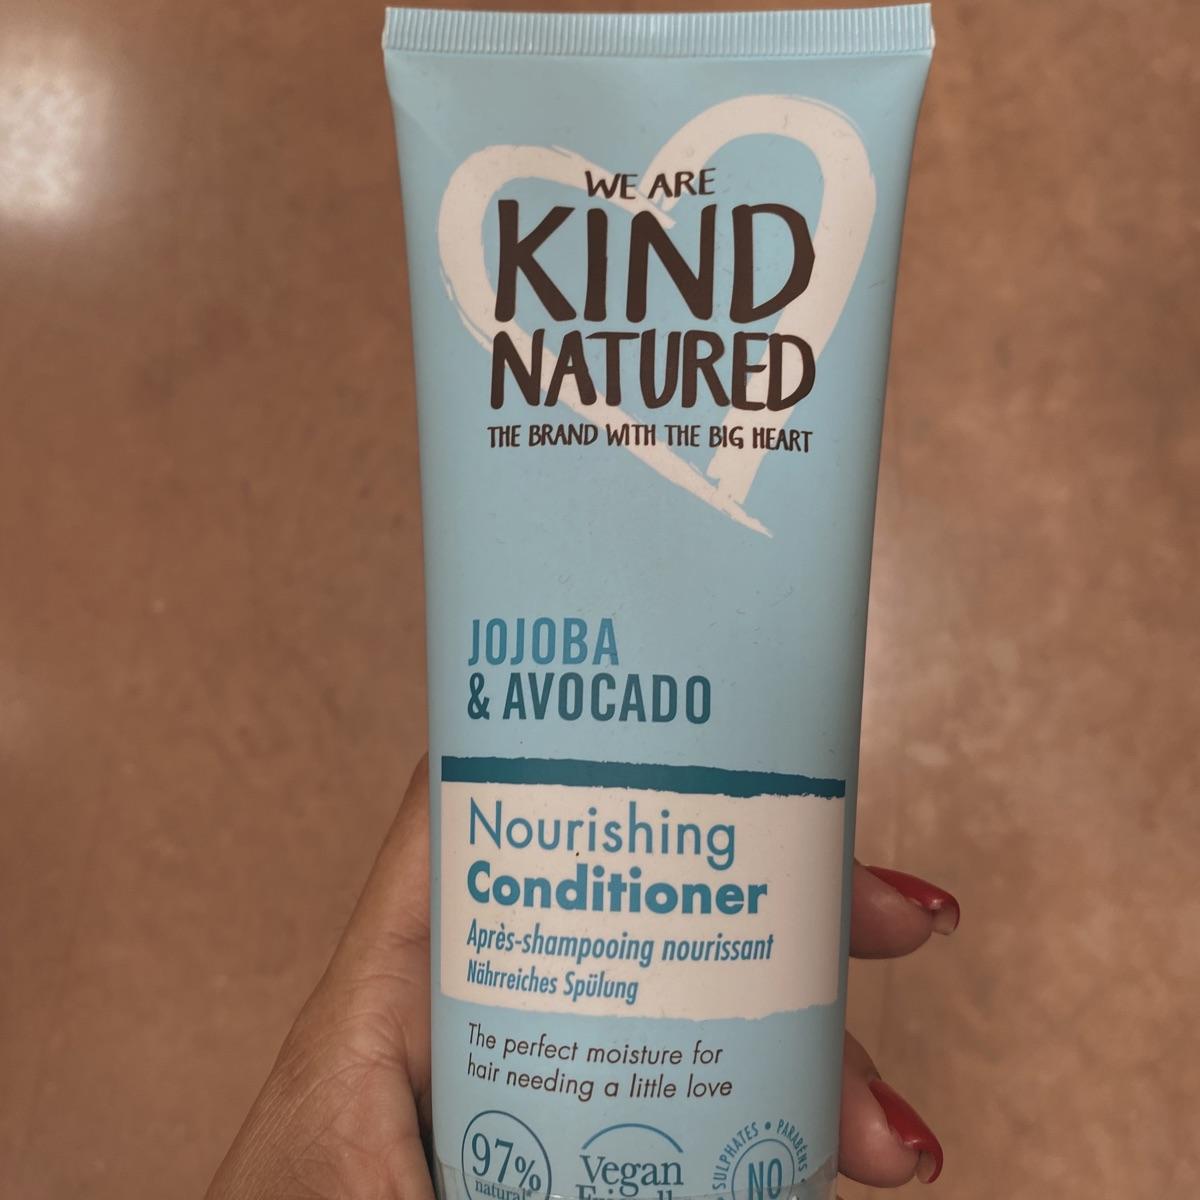 WE ARE
KIND
NATURED
THE BRAND WITH THE BIG HEART
JOJOBA
& AVOCADO
Nourishing
Conditioner
Après-shampooing nourissant
Nährreiches Spülung
The perfect moisture for
hair needing a little love
97%
natural*
Vegan
Friendly
SULPHATES • PARABENS •
NO